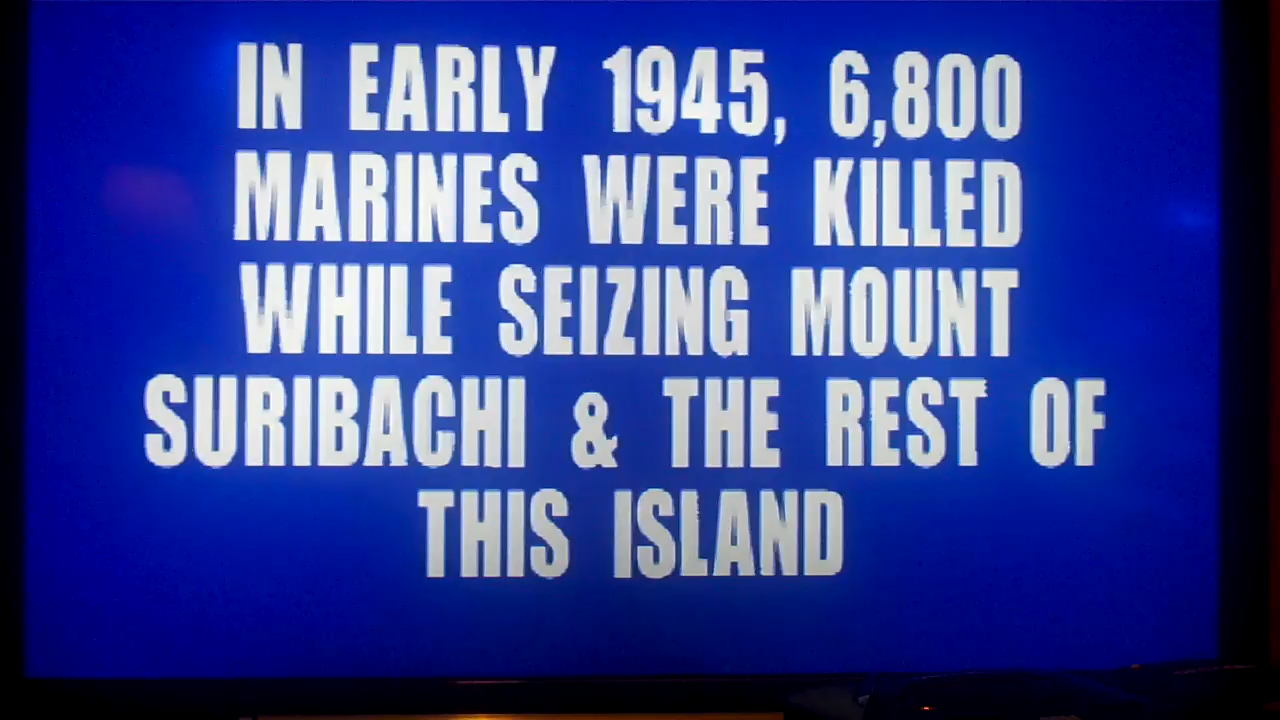 IN EARLY 1945, 6,800
MARINES WERE KILLED
WHILE SEIZING MOUNT
SURIBACHI & THE REST OF
THIS ISLAND